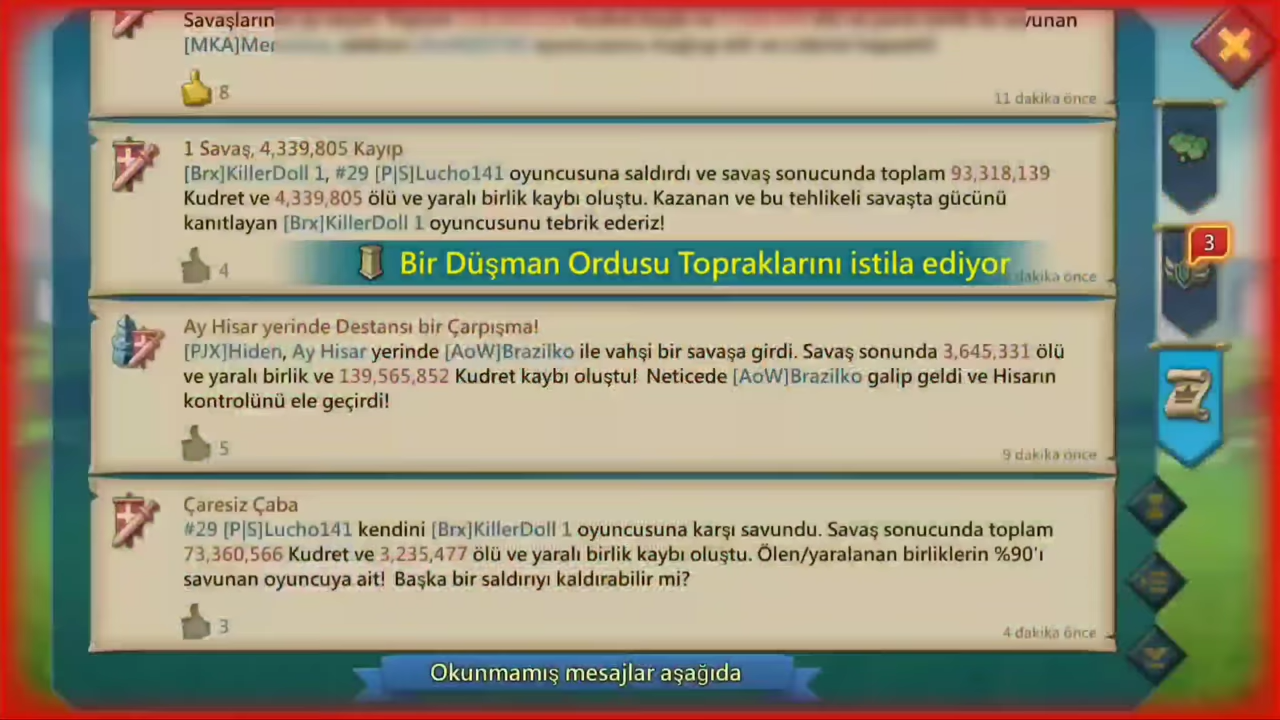 Savaşların
unan
[MKA]Me
8
11 dakika önce
1 Savaş, 4,339,805 Kayıp
[Brx]KillerDoll 1, #29 [P|S]Lucho141 oyuncusuna saldırdı ve savaş sonucunda toplam 93,318,139
Kudret ve 4,339,805 ölü ve yaralı birlik kaybı oluştu. Kazanan ve bu tehlikeli savaşta gücünü
kanıtlayan [Brx]KillerDoll 1 oyuncusunu tebrik ederiz!
4
Bir Düşman Ordusu Topraklarını istila ediyor
dakika önce
3
Ay Hisar yerinde Destansı bir Çarpışma!
[PJX]Hiden, Ay Hisar yerinde [AoW]Brazilko ile vahşi bir savaşa girdi. Savaş sonunda 3,645,331 ölü
ve yaralı birlik ve 139,565,852 Kudret kaybı oluştu! Neticede [AoW]Brazilko galip geldi ve Hisarın
kontrolünü ele geçirdi!
5
9 dakika önce
Çaresiz Çaba
#29 [P|S]Lucho141 kendini [Brx]KillerDoll 1 oyuncusuna karşı savundu. Savaş sonucunda toplam
73,360,566 Kudret ve 3,235,477 ölü ve yaralı birlik kaybı oluştu. Ölen/yaralanan birliklerin %90'ı
savunan oyuncuya ait! Başka bir saldırıyı kaldırabilir mi?
3
4 dakika önce
Okunmamış mesajlar aşağıda